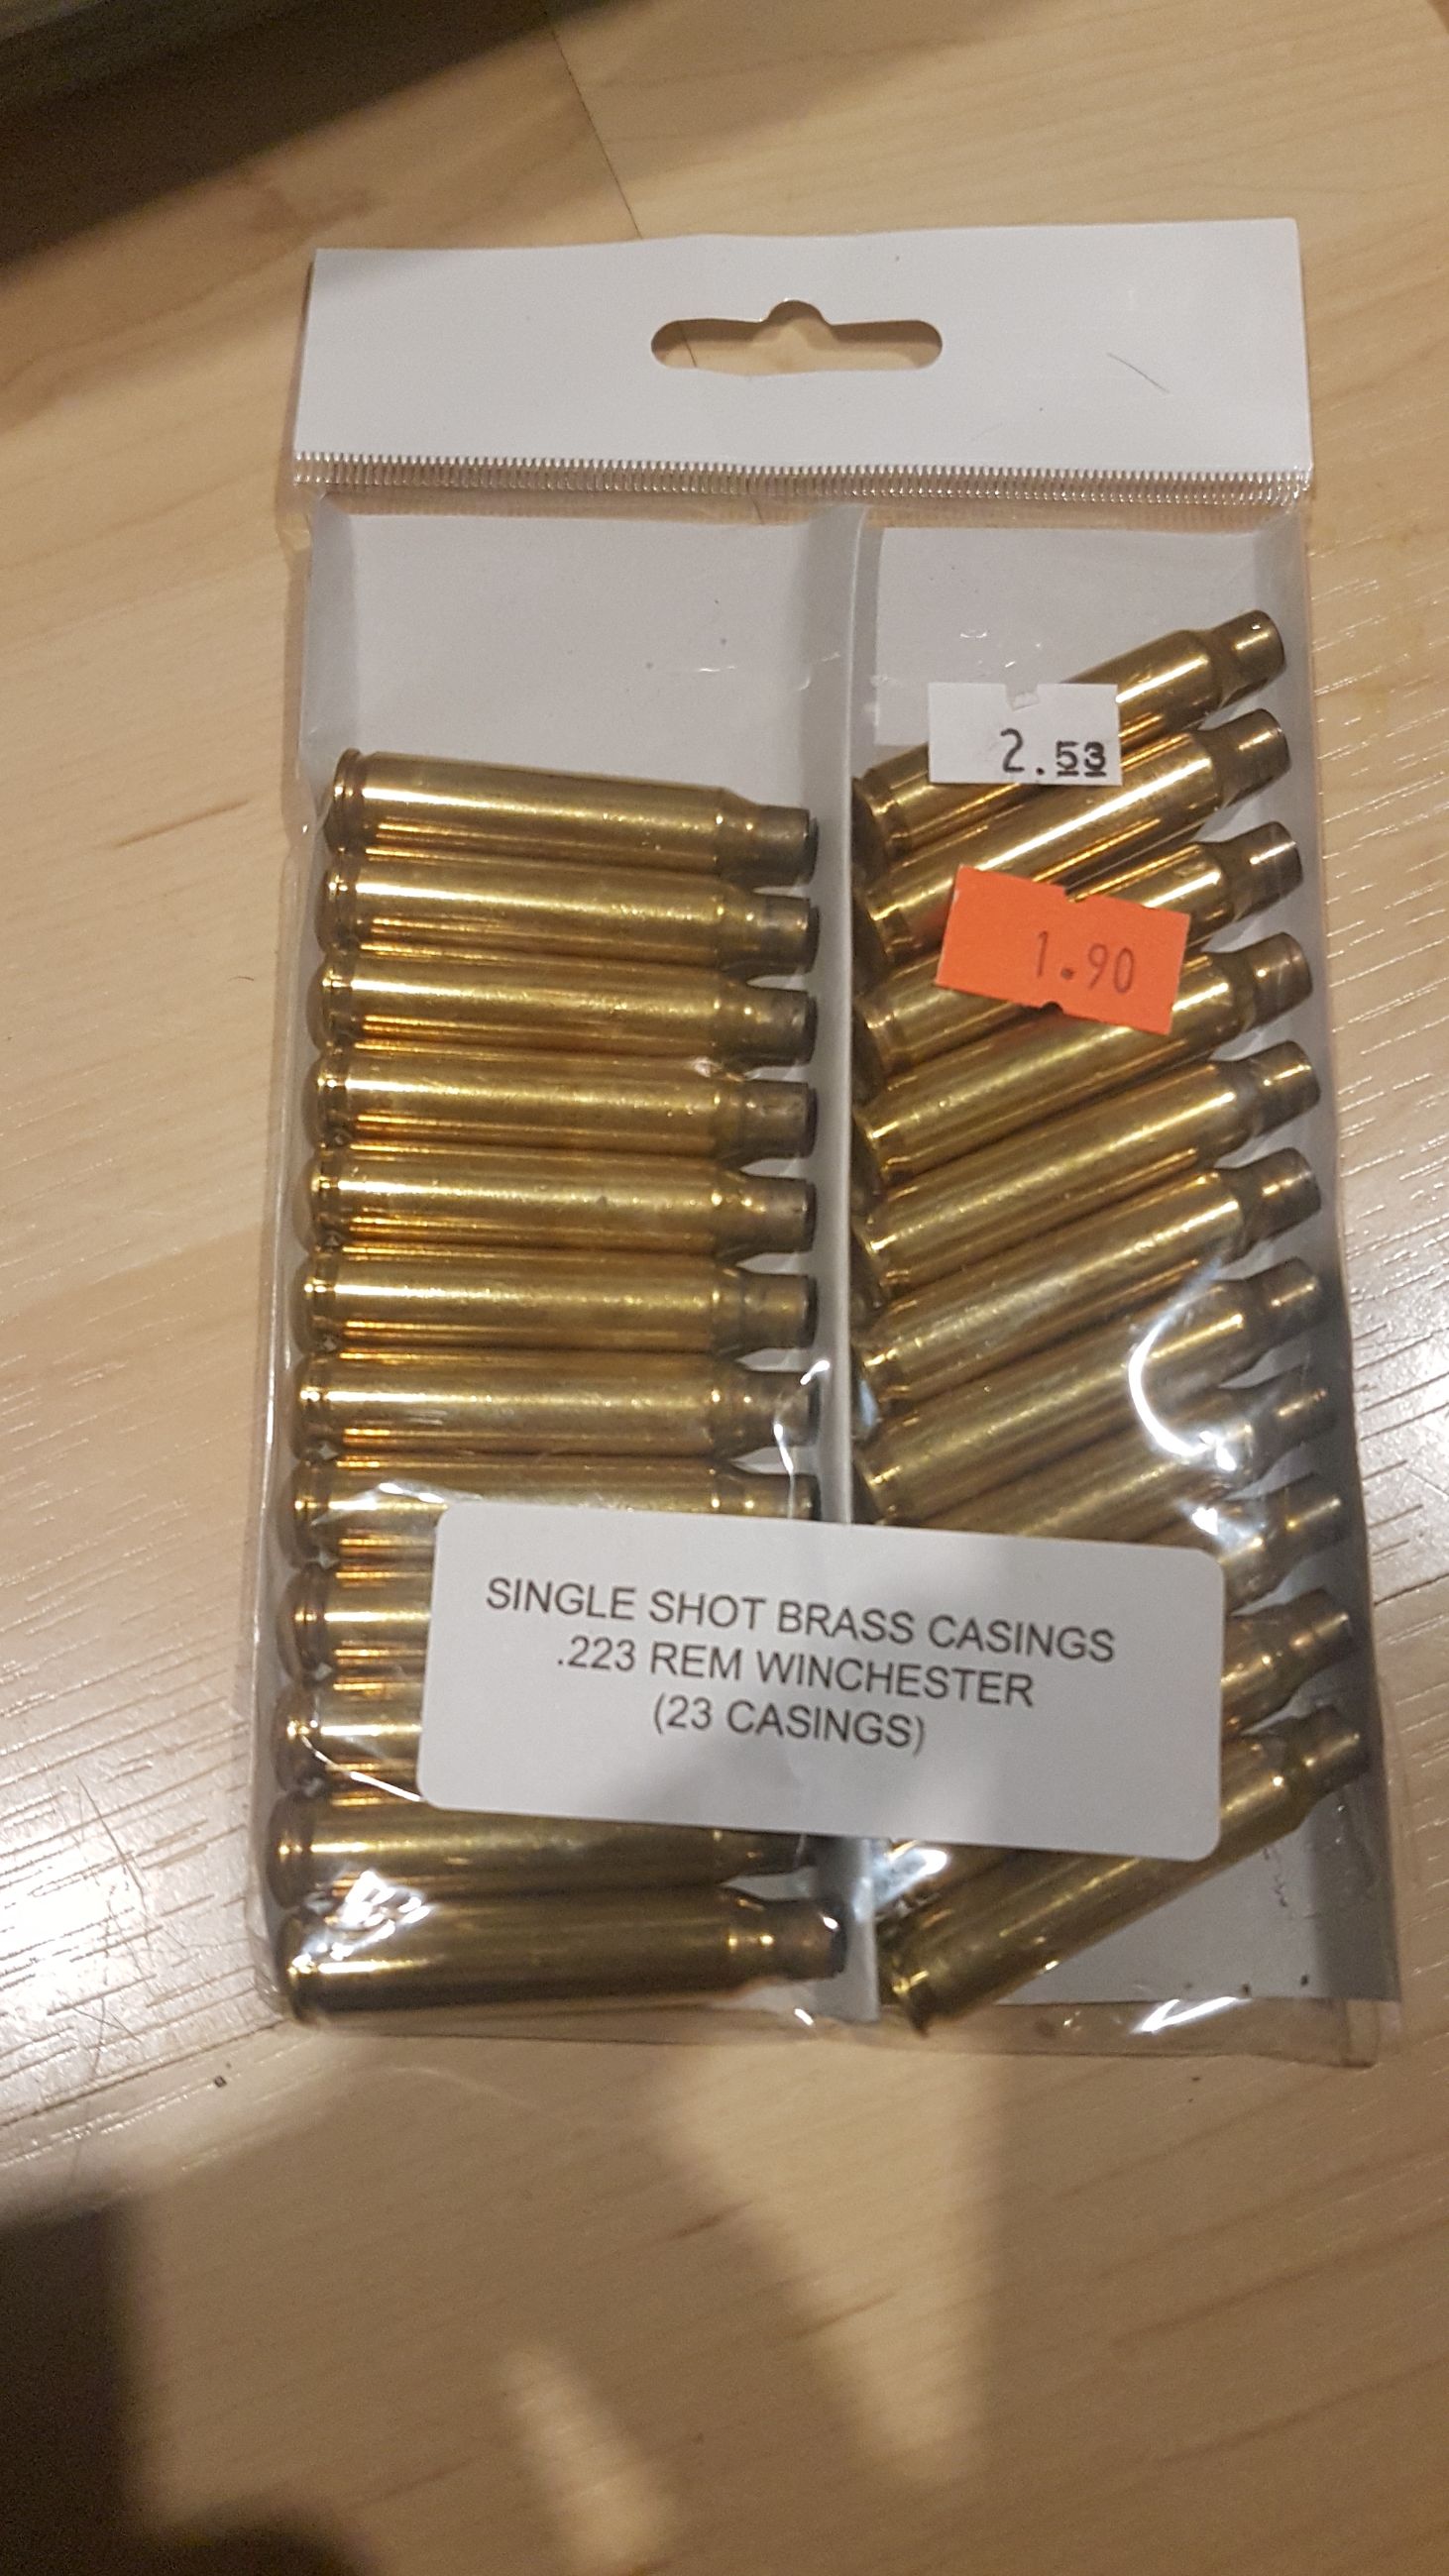 2.53
1.90
SINGLE SHOT BRASS CASINGS
.223 REM WINCHESTER
(23 CASINGS)